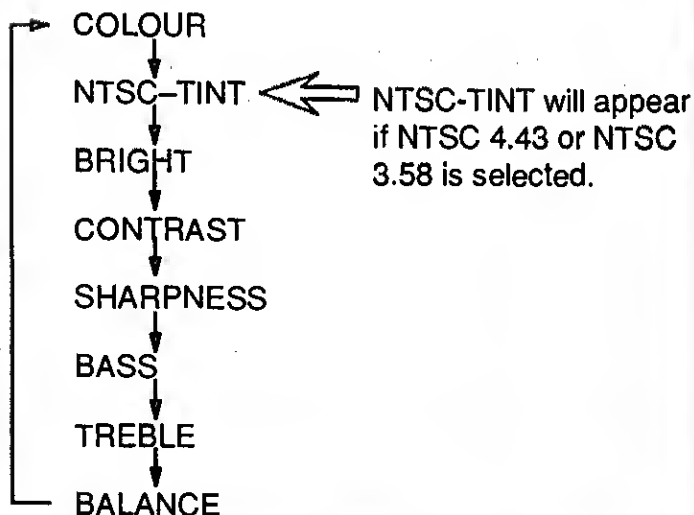 COLOUR
NTSC–TINT
NTSC-TINT will appear
if NTSC 4.43 or NTSC
3.58 is selected.
BRIGHT
CONTRAST
SHARPNESS
BASS
TREBLE
BALANCE